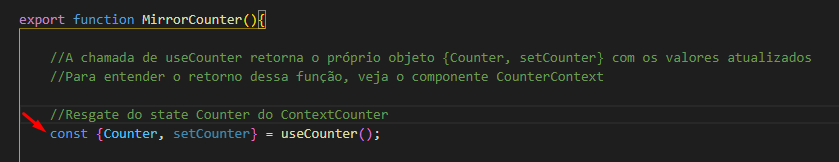 export function MirrorCounter(){
//A chamada de useCounter retorna o próprio objeto {Counter, setCounter} com os valores atualizados
//Para entender o retorno dessa função, veja o componente CounterContext
//Resgate do state Counter do ContextCounter
const {Counter, setCounter} = useCounter();